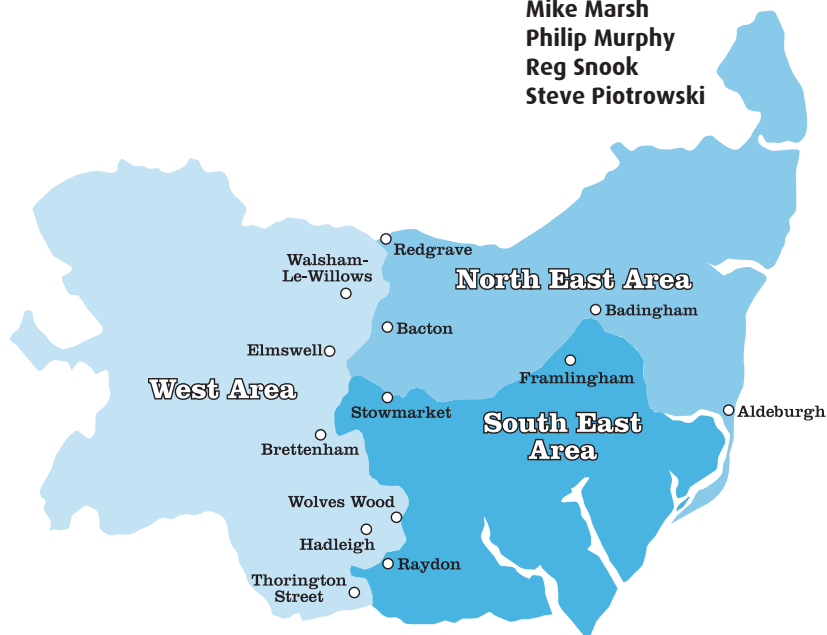 Mike Marsh
Philip Murphy
Reg Snook
Steve Piotrowski
Redgrave
Walsham-
Le-Willows
North East Area
Badingham
Bacton
Elmswell
Framlingham
West Area
Stowmarket
Aldeburgh
South East
Area
Brettenham
Wolves Wood
Hadleigh
Raydon
Thorington
Street